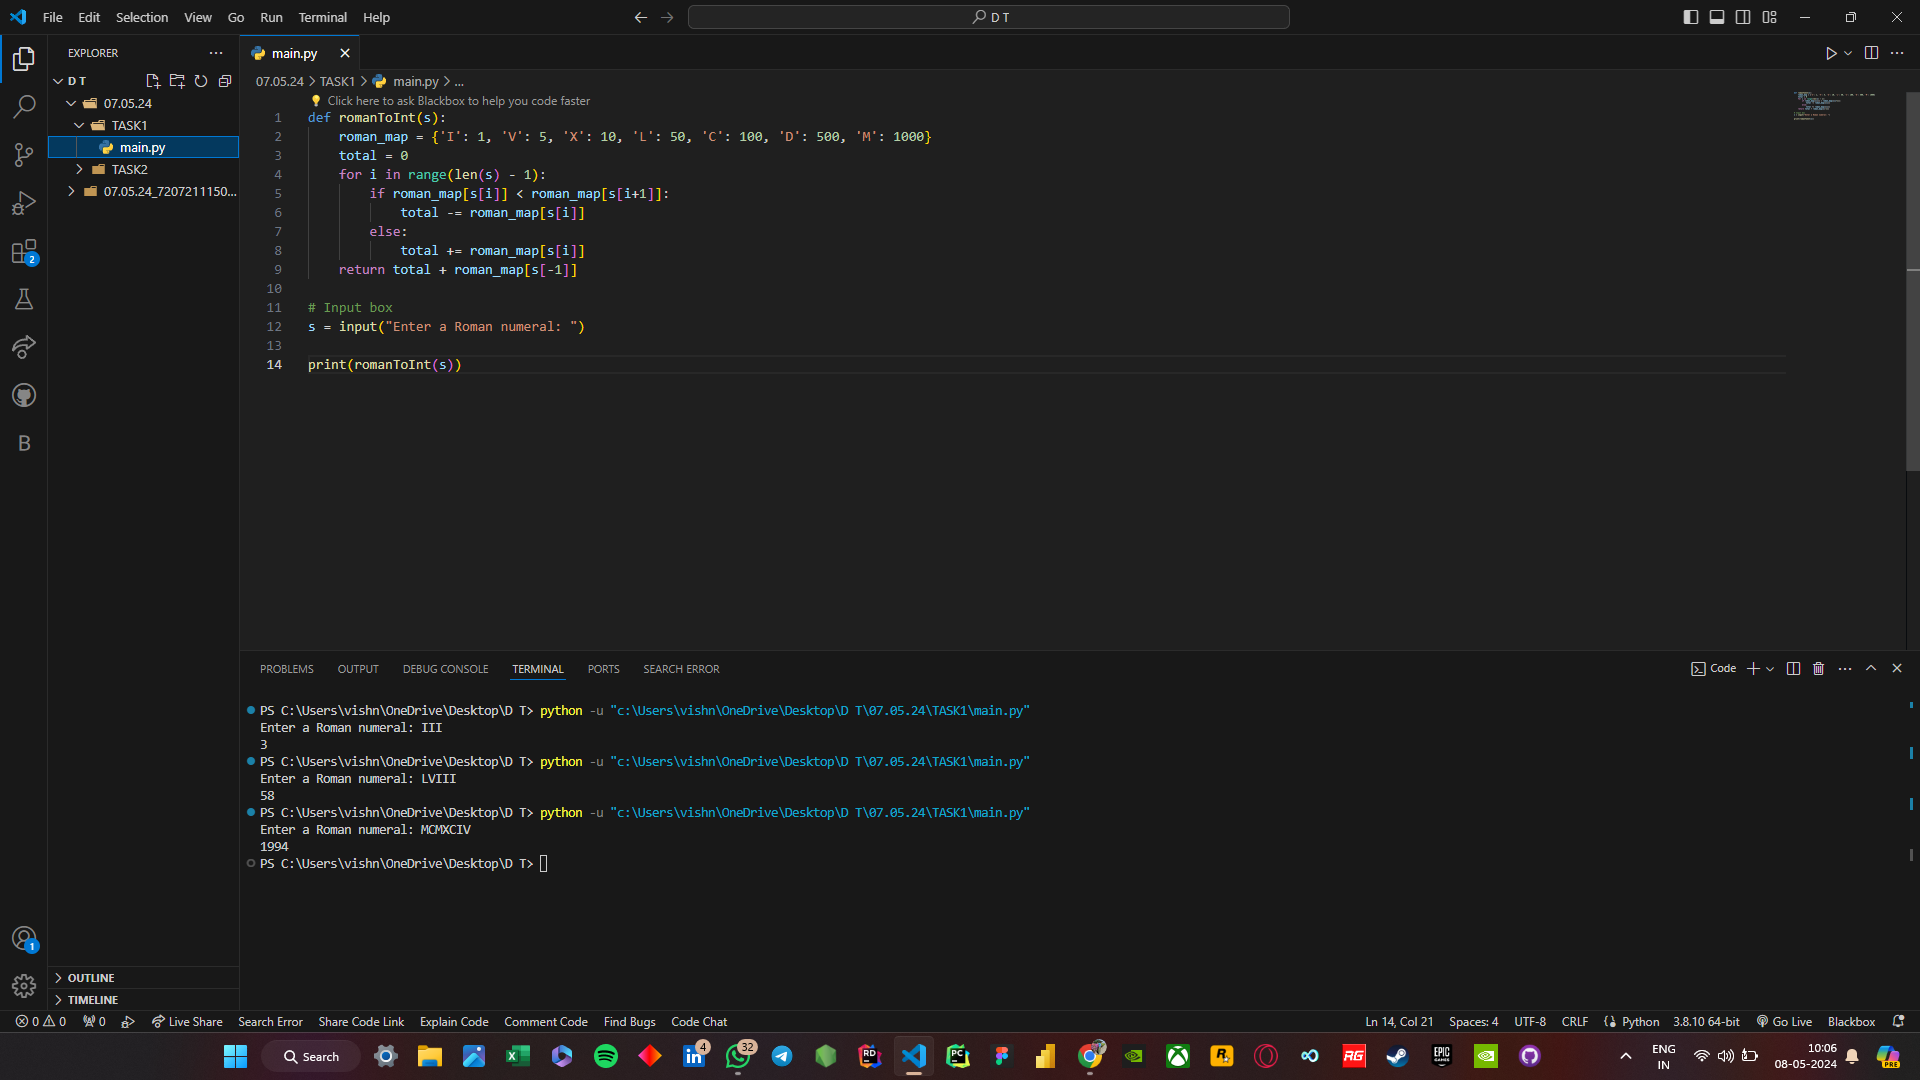 File Edit Selection View Go Run Terminal Help
D T
EXPLORER
D T
07.05.24
TASK1
main.py
TASK2
07.05.24_7207211150...
OUTLINE
TIMELINE
main.py
07.05.24 > TASK1 > main.py > ...
Click here to ask Blackbox to help you code faster
1 def romanToInt(s):
2     roman_map = {'I': 1, 'V': 5, 'X': 10, 'L': 50, 'C': 100, 'D': 500, 'M': 1000}
3     total = 0
4     for i in range(len(s) - 1):
5         if roman_map[s[i]] < roman_map[s[i+1]]:
6             total -= roman_map[s[i]]
7         else:
8             total += roman_map[s[i]]
9     return total + roman_map[s[-1]]
10
11 # Input box
12 s = input("Enter a Roman numeral: ")
13
14 print(romanToInt(s))
PROBLEMS OUTPUT DEBUG CONSOLE TERMINAL PORTS SEARCH ERROR
Code
PS C:\Users\vishn\OneDrive\Desktop\D T> python -u "c:\Users\vishn\OneDrive\Desktop\D T\07.05.24\TASK1\main.py"
Enter a Roman numeral: III
3
PS C:\Users\vishn\OneDrive\Desktop\D T> python -u "c:\Users\vishn\OneDrive\Desktop\D T\07.05.24\TASK1\main.py"
Enter a Roman numeral: LVIII
58
PS C:\Users\vishn\OneDrive\Desktop\D T> python -u "c:\Users\vishn\OneDrive\Desktop\D T\07.05.24\TASK1\main.py"
Enter a Roman numeral: MCMXCIV
1994
PS C:\Users\vishn\OneDrive\Desktop\D T>
2
B
1
0 0 0 Live Share Search Error Share Code Link Explain Code Comment Code Find Bugs Code Chat Ln 14, Col 21 Spaces: 4 UTF-8 CRLF Python 3.8.10 64-bit Go Live Blackbox
Search 4 32 RD PC R RG EPIC GAMES ENG IN 10:06 08-05-2024 PRE